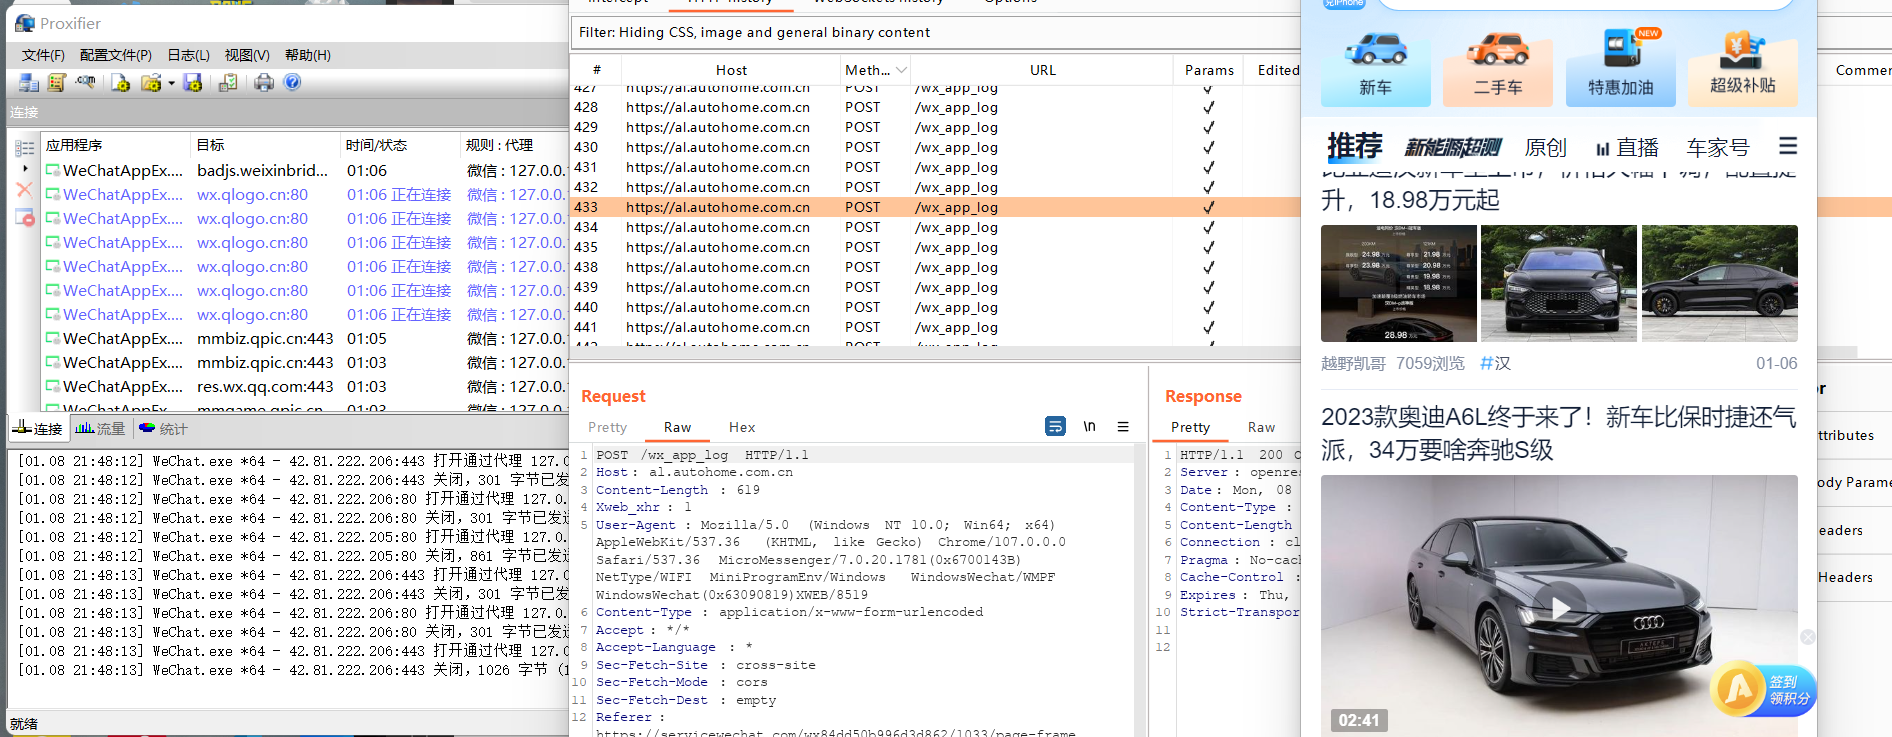 Proxifier
文件(F) 配置文件(P) 日志(L) 视图(V) 帮助(H)
连接
应用程序 目标 时间/状态 规则 : 代理
WeChatAppEx.... badjs.weixinbrid... 01:06 微信 : 127.0.0.
WeChatAppEx.... wx.qlogo.cn:80 01:06 正在连接 微信 : 127.0.0.
WeChatAppEx.... wx.qlogo.cn:80 01:06 正在连接 微信 : 127.0.0.
WeChatAppEx.... wx.qlogo.cn:80 01:06 正在连接 微信 : 127.0.0.
WeChatAppEx.... wx.qlogo.cn:80 01:06 正在连接 微信 : 127.0.0.
WeChatAppEx.... wx.qlogo.cn:80 01:06 正在连接 微信 : 127.0.0.
WeChatAppEx.... wx.qlogo.cn:80 01:06 正在连接 微信 : 127.0.0.
WeChatAppEx.... mmbiz.qpic.cn:443 01:05 微信 : 127.0.0.
WeChatAppEx.... mmbiz.qpic.cn:443 01:03 微信 : 127.0.0.
WeChatAppEx.... res.wx.qq.com:443 01:03 微信 : 127.0.0.
WeChatAppEx.... mmgame.qpic.cn 01:03 微信 : 127.0.0.
连接 流量 统计
[01.08 21:48:12] WeChat.exe *64 - 42.81.222.206:443 打开通过代理 127.0.
[01.08 21:48:12] WeChat.exe *64 - 42.81.222.206:443 关闭, 301 字节已发
[01.08 21:48:12] WeChat.exe *64 - 42.81.222.206:80 打开通过代理 127.0.
[01.08 21:48:12] WeChat.exe *64 - 42.81.222.206:80 关闭, 301 字节已发送
[01.08 21:48:12] WeChat.exe *64 - 42.81.222.205:80 打开通过代理 127.0.
[01.08 21:48:12] WeChat.exe *64 - 42.81.222.205:80 关闭, 861 字节已发送
[01.08 21:48:13] WeChat.exe *64 - 42.81.222.206:443 打开通过代理 127.0.
[01.08 21:48:13] WeChat.exe *64 - 42.81.222.206:443 关闭, 301 字节已发
[01.08 21:48:13] WeChat.exe *64 - 42.81.222.206:80 打开通过代理 127.0.
[01.08 21:48:13] WeChat.exe *64 - 42.81.222.206:80 关闭, 301 字节已发送
[01.08 21:48:13] WeChat.exe *64 - 42.81.222.206:443 打开通过代理 127.0.
[01.08 21:48:13] WeChat.exe *64 - 42.81.222.206:443 关闭, 1026 字节 (1
就绪
Filter: Hiding CSS, image and general binary content
# Host Meth... URL Params Edited Commer
427 https://al.autohome.com.cn POST /wx_app_log
428 https://al.autohome.com.cn POST /wx_app_log
429 https://al.autohome.com.cn POST /wx_app_log
430 https://al.autohome.com.cn POST /wx_app_log
431 https://al.autohome.com.cn POST /wx_app_log
432 https://al.autohome.com.cn POST /wx_app_log
433 https://al.autohome.com.cn POST /wx_app_log
434 https://al.autohome.com.cn POST /wx_app_log
435 https://al.autohome.com.cn POST /wx_app_log
438 https://al.autohome.com.cn POST /wx_app_log
439 https://al.autohome.com.cn POST /wx_app_log
440 https://al.autohome.com.cn POST /wx_app_log
441 https://al.autohome.com.cn POST /wx_app_log
Request
Pretty Raw Hex \n
1 POST /wx_app_log HTTP/1.1
2 Host : al.autohome.com.cn
3 Content-Length : 619
4 Xweb_xhr : 1
5 User-Agent : Mozilla/5.0 (Windows NT 10.0; Win64; x64)
AppleWebKit/537.36 (KHTML, like Gecko) Chrome/107.0.0.0
Safari/537.36 MicroMessenger/7.0.20.1781(0x6700143B)
NetType/WIFI MiniProgramEnv/Windows WindowsWechat/WMPF
WindowsWechat(0x63090819)XWEB/8519
6 Content-Type : application/x-www-form-urlencoded
7 Accept : */*
8 Accept-Language : *
9 Sec-Fetch-Site : cross-site
10 Sec-Fetch-Mode : cors
11 Sec-Fetch-Dest : empty
12 Referer :
https://servicewechat.com/wx84dd50b996d3d862/1033/page-frame
Response
Pretty Raw
1 HTTP/1.1 200 O
2 Server : openres
3 Date : Mon, 08
4 Content-Type :
5 Content-Length
6 Connection : cl
7 Pragma : No-cach
8 Cache-Control :
9 Expires : Thu,
10 Strict-Transpor
11
12
新车 二手车 特惠加油 超级补贴
NEW
推荐 新能源超测 原创 直播 车家号
升，18.98万元起
越野凯哥 7059浏览 #汉 01-06
2023款奥迪A6L终于来了！新车比保时捷还气
派，34万要啥奔驰S级
02:41
签到
领积分
ttributes
ody Parame
eaders
Headers